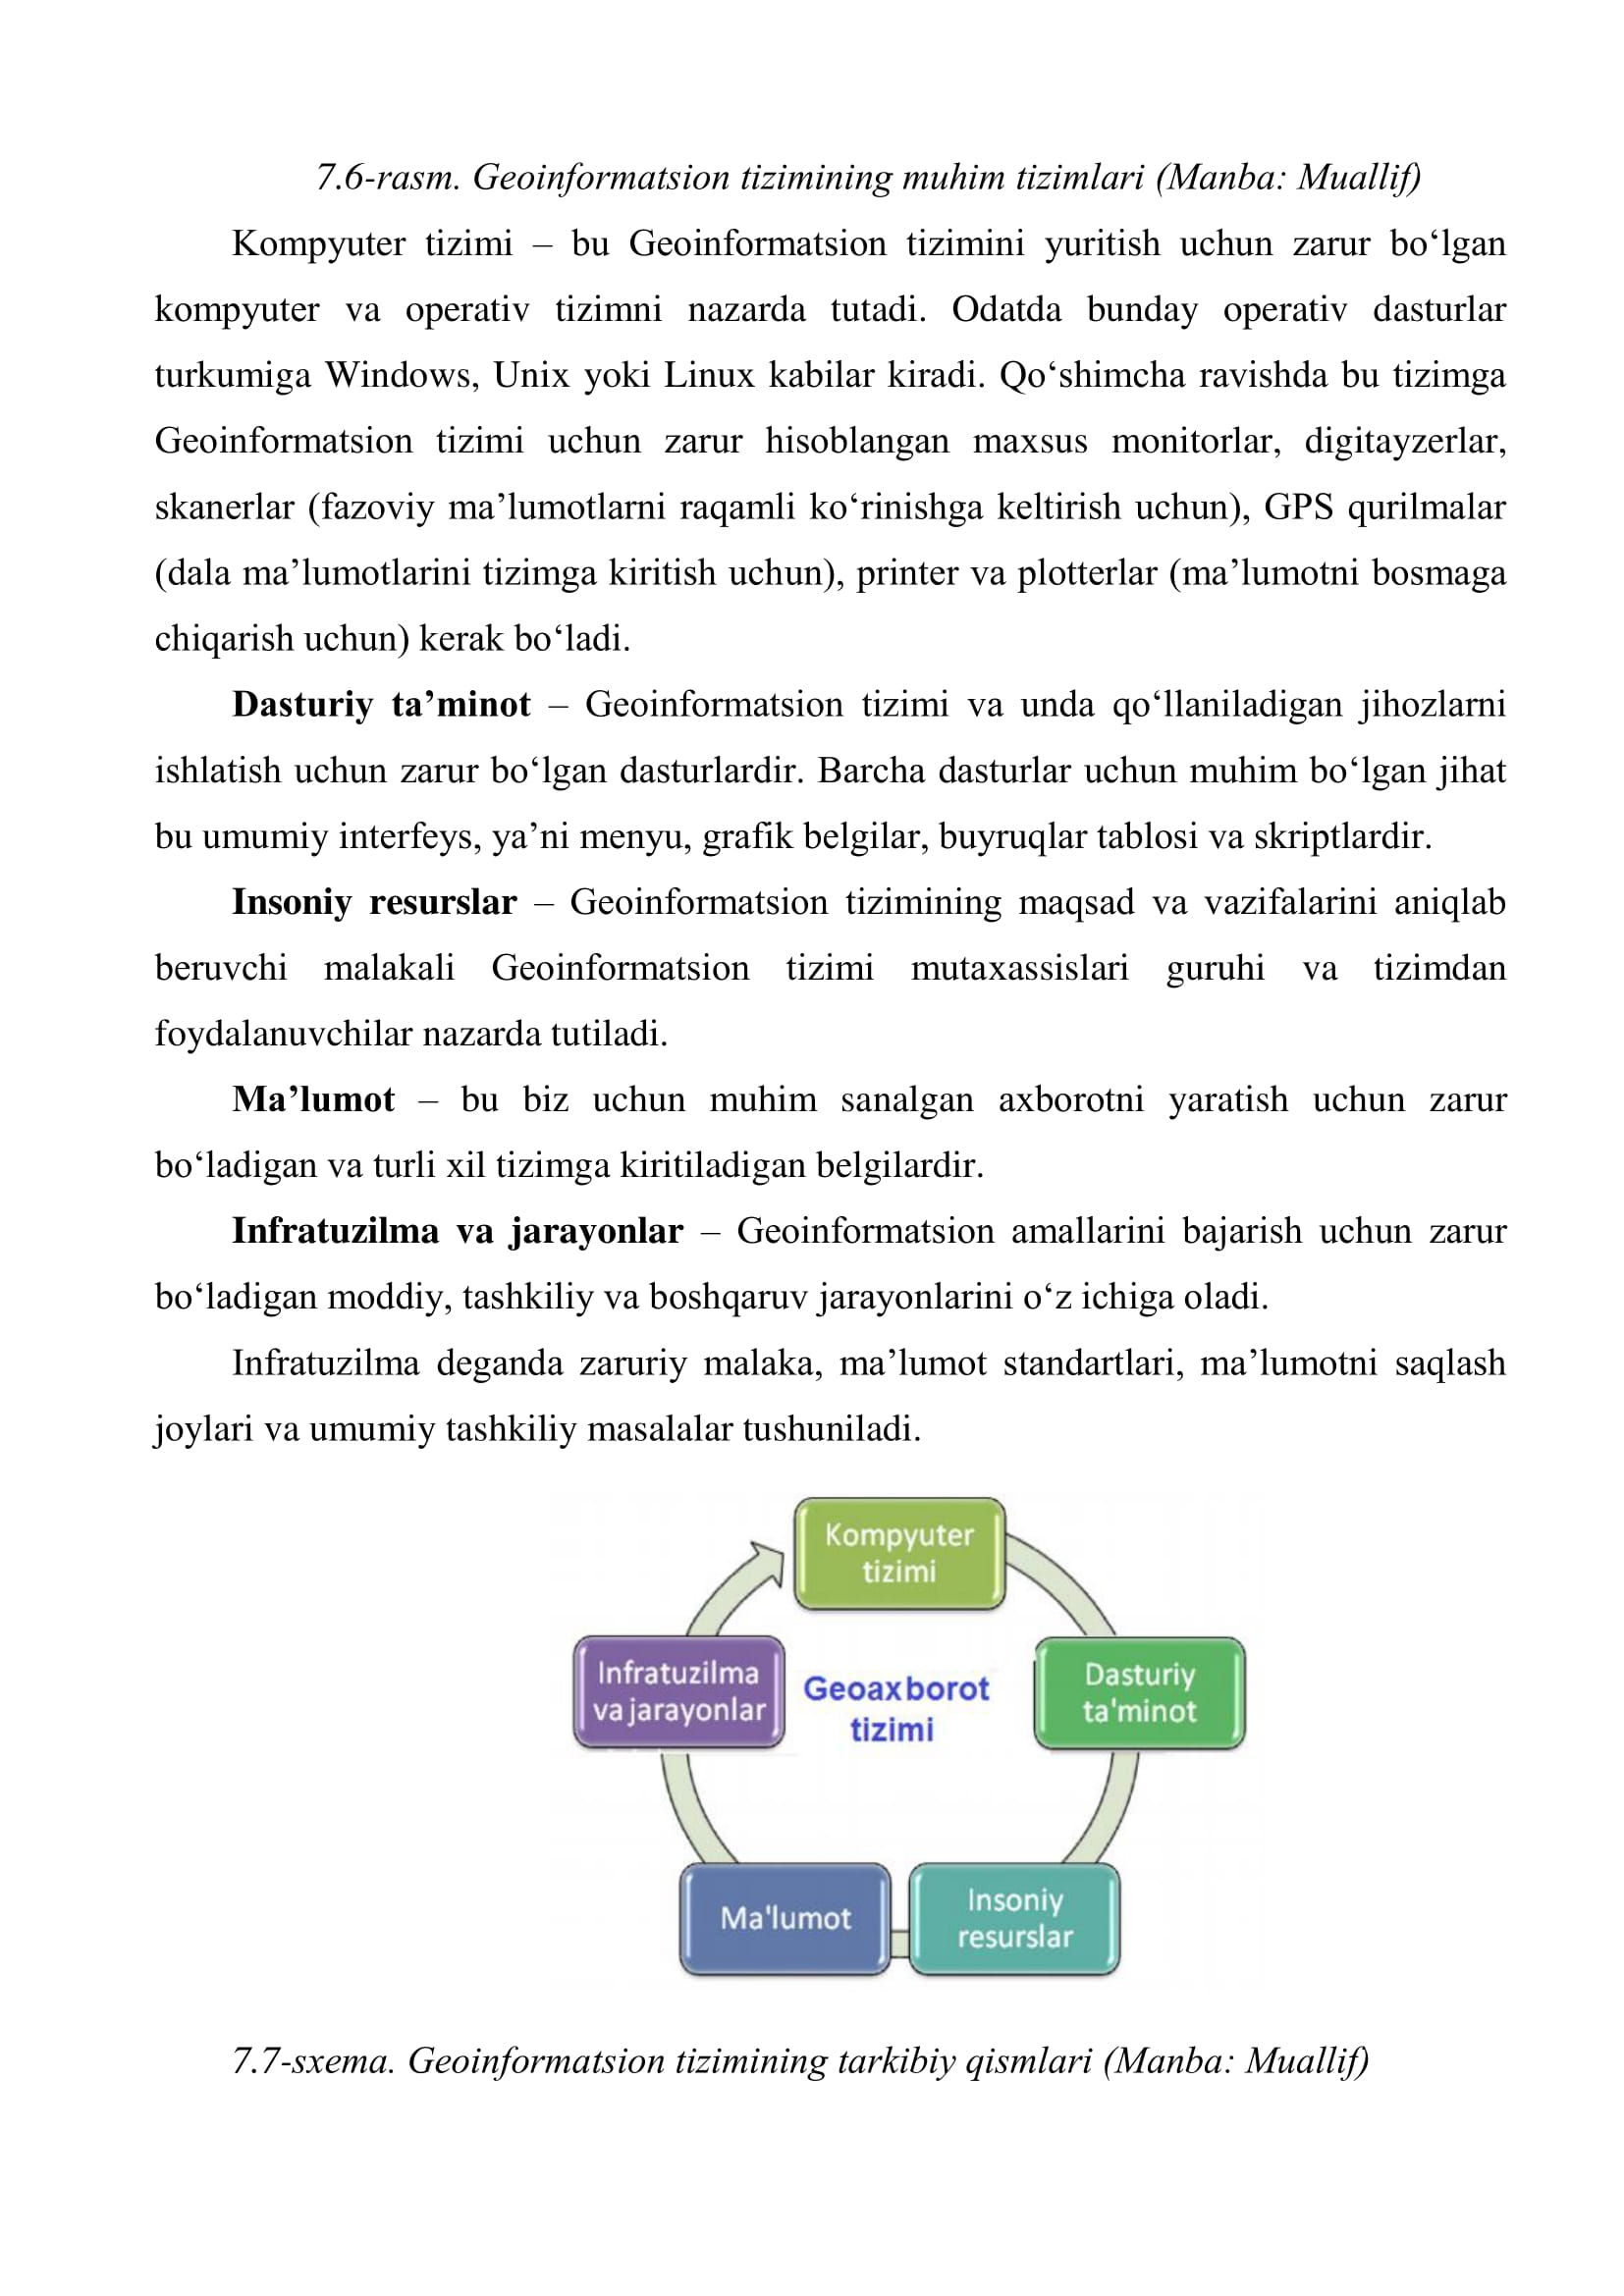 7.6-rasm. Geoinformatsion tizimining muhim tizimlari (Manba: Muallif)
Kompyuter tizimi – bu Geoinformatsion tizimini yuritish uchun zarur bo‘lgan
kompyuter va operativ tizimni nazarda tutadi. Odatda bunday operativ dasturlar
turkumiga Windows, Unix yoki Linux kabilar kiradi. Qo‘shimcha ravishda bu tizimga
Geoinformatsion tizimi uchun zarur hisoblangan maxsus monitorlar, digitayzerlar,
skanerlar (fazoviy ma’lumotlarni raqamli ko‘rinishga keltirish uchun), GPS qurilmalar
(dala ma’lumotlarini tizimga kiritish uchun), printer va plotterlar (ma’lumotni bosmaga
chiqarish uchun) kerak bo‘ladi.
Dasturiy ta’minot – Geoinformatsion tizimi va unda qo‘llaniladigan jihozlarni
ishlatish uchun zarur bo‘lgan dasturlardir. Barcha dasturlar uchun muhim bo‘lgan jihat
bu umumiy interfeys, ya’ni menyu, grafik belgilar, buyruqlar tablosi va skriptlardir.
Insoniy resurslar – Geoinformatsion tizimining maqsad va vazifalarini aniqlab
beruvchi malakali Geoinformatsion tizimi mutaxassislari guruhi va tizimdan
foydalanuvchilar nazarda tutiladi.
Ma’lumot – bu biz uchun muhim sanalgan axborotni yaratish uchun zarur
bo‘ladigan va turli xil tizimga kiritiladigan belgilardir.
Infratuzilma va jarayonlar – Geoinformatsion amallarini bajarish uchun zarur
bo‘ladigan moddiy, tashkiliy va boshqaruv jarayonlarini o‘z ichiga oladi.
Infratuzilma deganda zaruriy malaka, ma’lumot standartlari, ma’lumotni saqlash
joylari va umumiy tashkiliy masalalar tushuniladi.
Kompyuter
tizimi
Infratuzilma
va jarayonlar
Geoaxborot
tizimi
Dasturiy
ta'minot
Ma'lumot
Insoniy
resurslar
7.7-sxema. Geoinformatsion tizimining tarkibiy qismlari (Manba: Muallif)